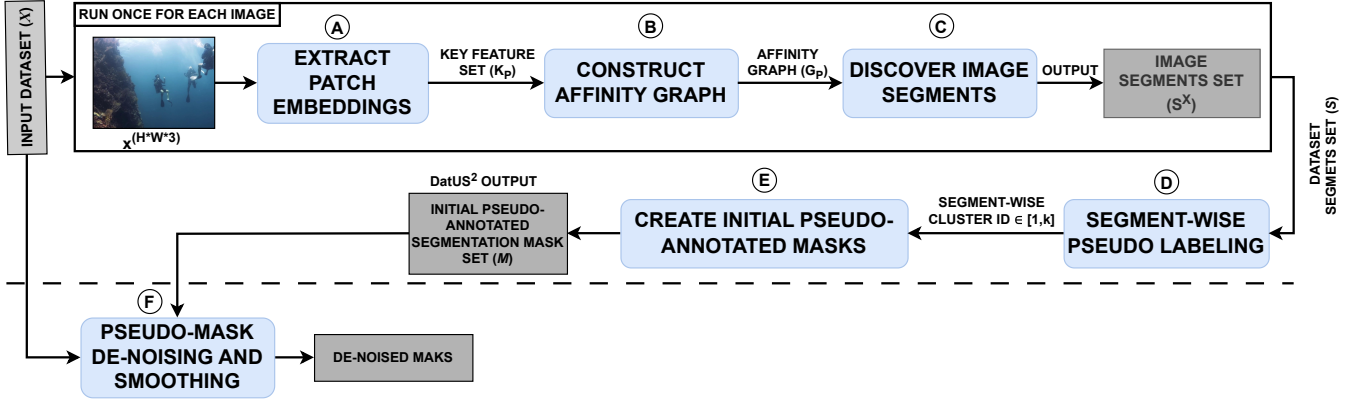 INPUT DATASET (X)
RUN ONCE FOR EACH IMAGE
x(H*W*3)
A
EXTRACT
PATCH
EMBEDDINGS
KEY FEATURE
SET (KP)
B
CONSTRUCT
AFFINITY GRAPH
AFFINITY
GRAPH (GP)
C
DISCOVER IMAGE
SEGMENTS
OUTPUT
IMAGE
SEGMENTS SET
(SX)
DATASET
SEGMETS SET (S)
D
SEGMENT-WISE
PSEUDO LABELING
SEGMENT-WISE
CLUSTER ID ∈ [1,k]
E
CREATE INITIAL PSEUDO-
ANNOTATED MASKS
DatUS2 OUTPUT
INITIAL PSEUDO-
ANNOTATED
SEGMENTATION MASK
SET (M)
F
PSEUDO-MASK
DE-NOISING AND
SMOOTHING
DE-NOISED MAKS